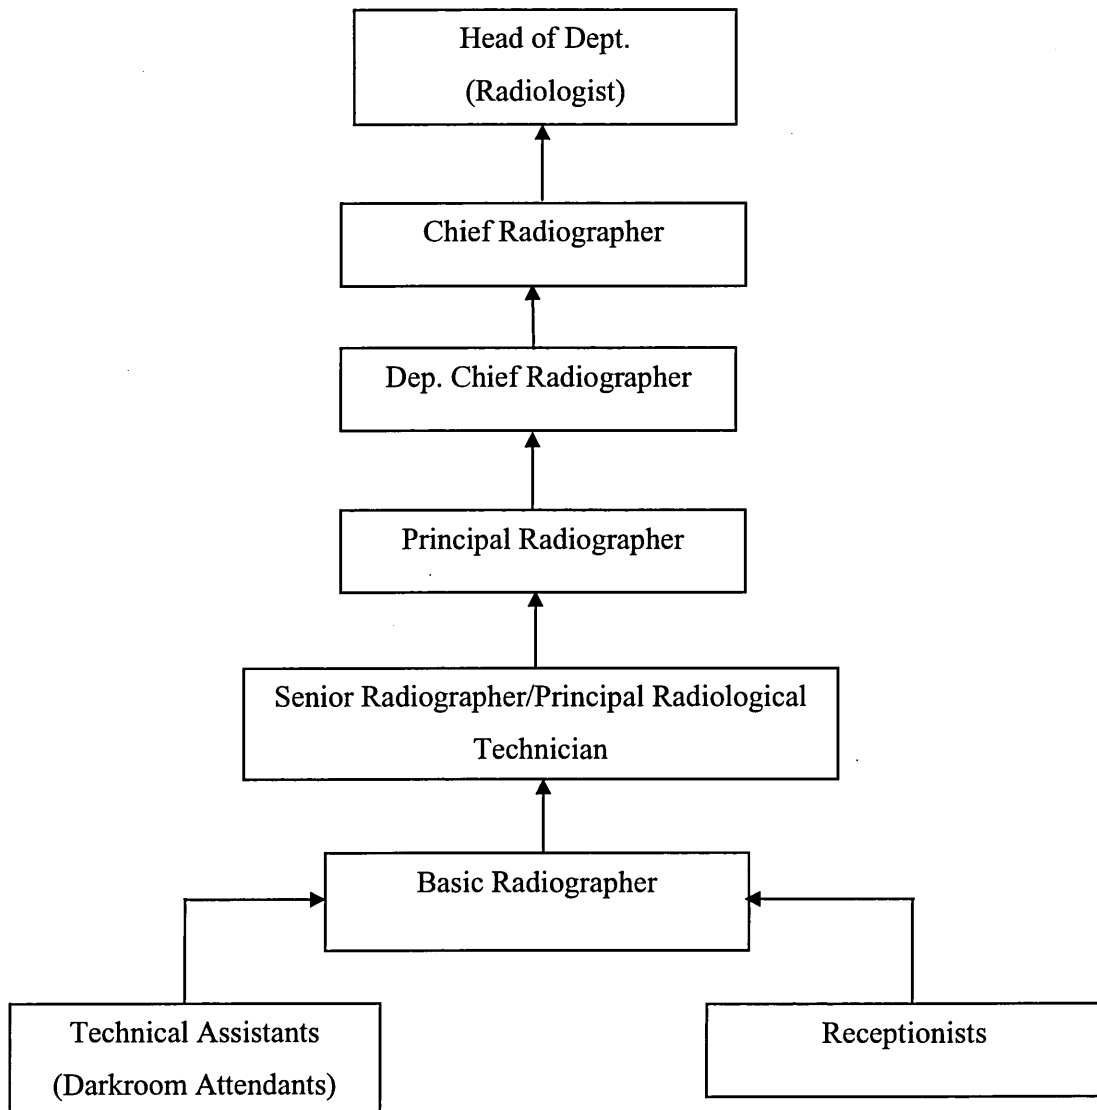 Head of Dept.
(Radiologist)
Chief Radiographer
Dep. Chief Radiographer
Principal Radiographer
Senior Radiographer/Principal Radiological
Technician
Basic Radiographer
Technical Assistants
(Darkroom Attendants)
Receptionists